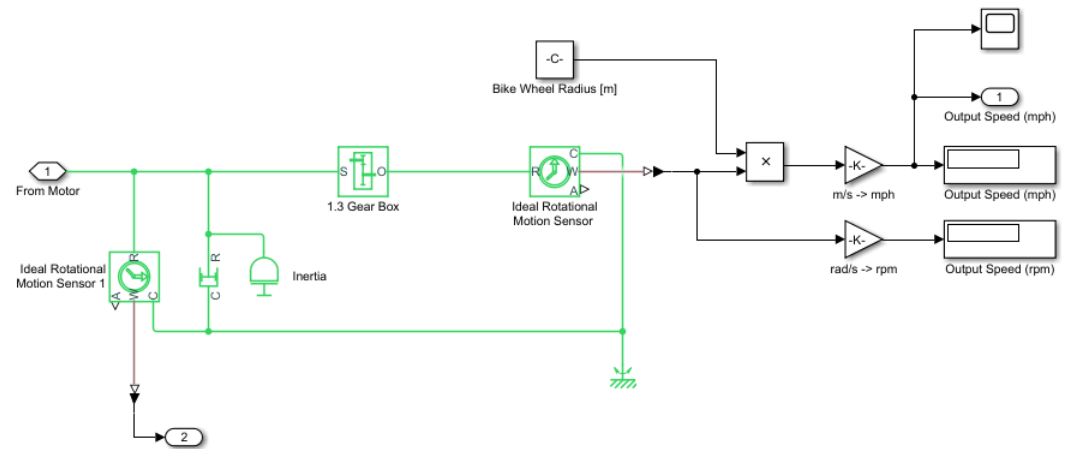 -C-
Bike Wheel Radius [m]
1
Output Speed (mph)
1
From Motor
S
O
1.3 Gear Box
R
C
W
A
Ideal Rotational
Motion Sensor
×
-K-
m/s -> mph
Output Speed (mph)
-K-
rad/s -> rpm
Output Speed (rpm)
Ideal Rotational
Motion Sensor 1
R
A
W
C
R
C
Inertia
2